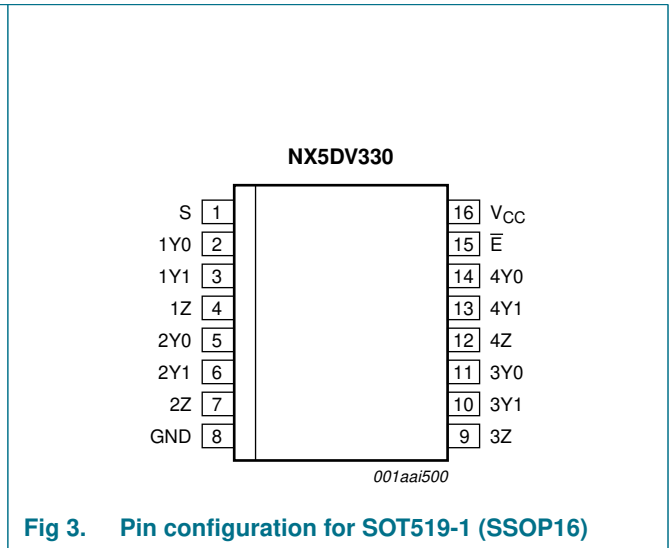 NX5DV330
S 1 16 VCC
1Y0 2 15 E̅
1Y1 3 14 4Y0
1Z 4 13 4Y1
2Y0 5 12 4Z
2Y1 6 11 3Y0
2Z 7 10 3Y1
GND 8 9 3Z
001aai500
Fig 3. Pin configuration for SOT519-1 (SSOP16)